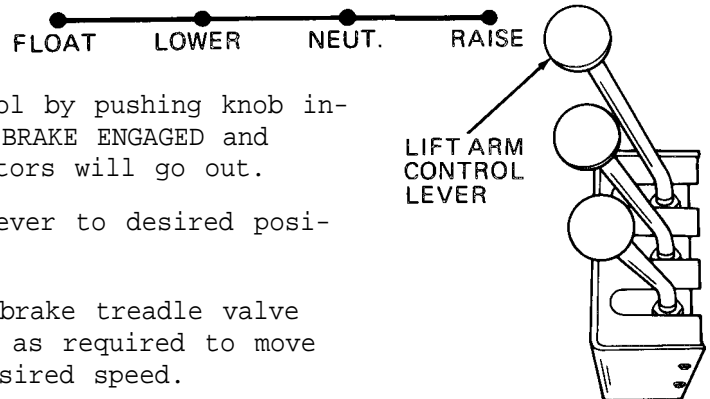 FLOAT LOWER NEUT. RAISE
ol by pushing knob in-
BRAKE ENGAGED and
tors will go out.
ever to desired posi-
brake treadle valve
as required to move
sired speed.
LIFT ARM
CONTROL
LEVER